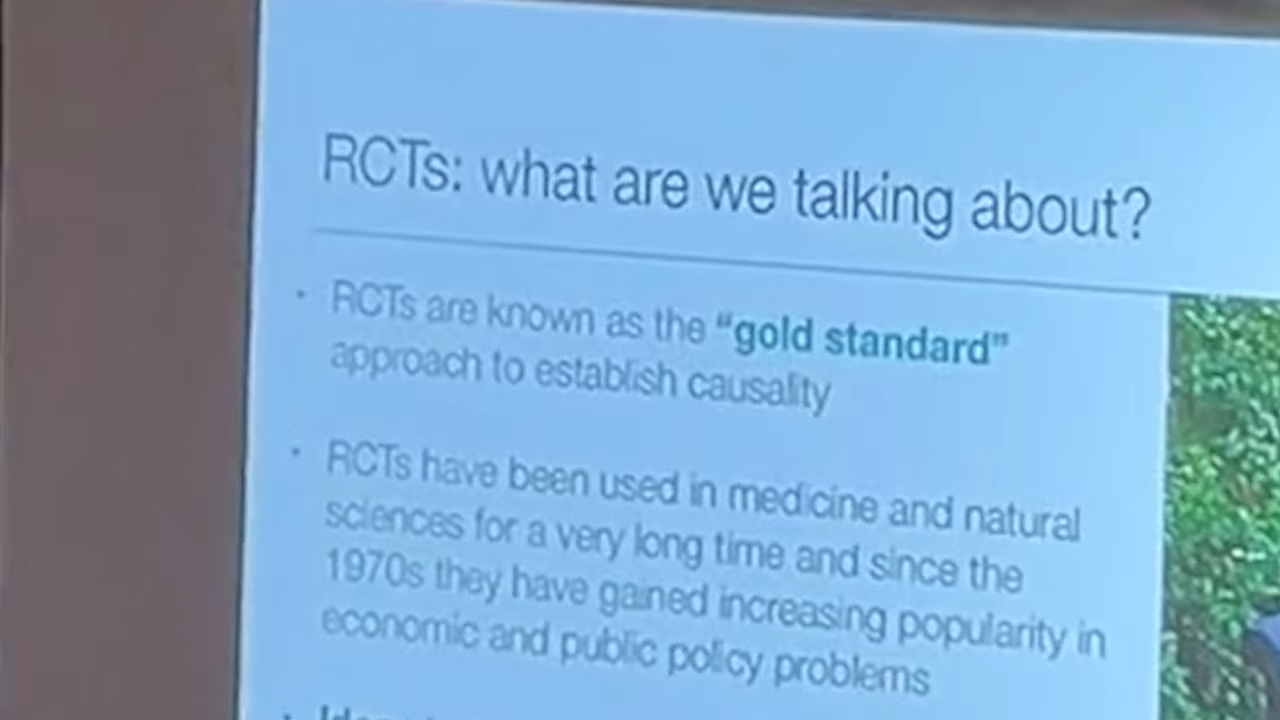 RCTs: what are we talking about?
· RCTs are known as the “gold standard”
approach to establish causality
· RCTs have been used in medicine and natural
sciences for a very long time and since the
1970s they have gained increasing popularity in
economic and public policy problems